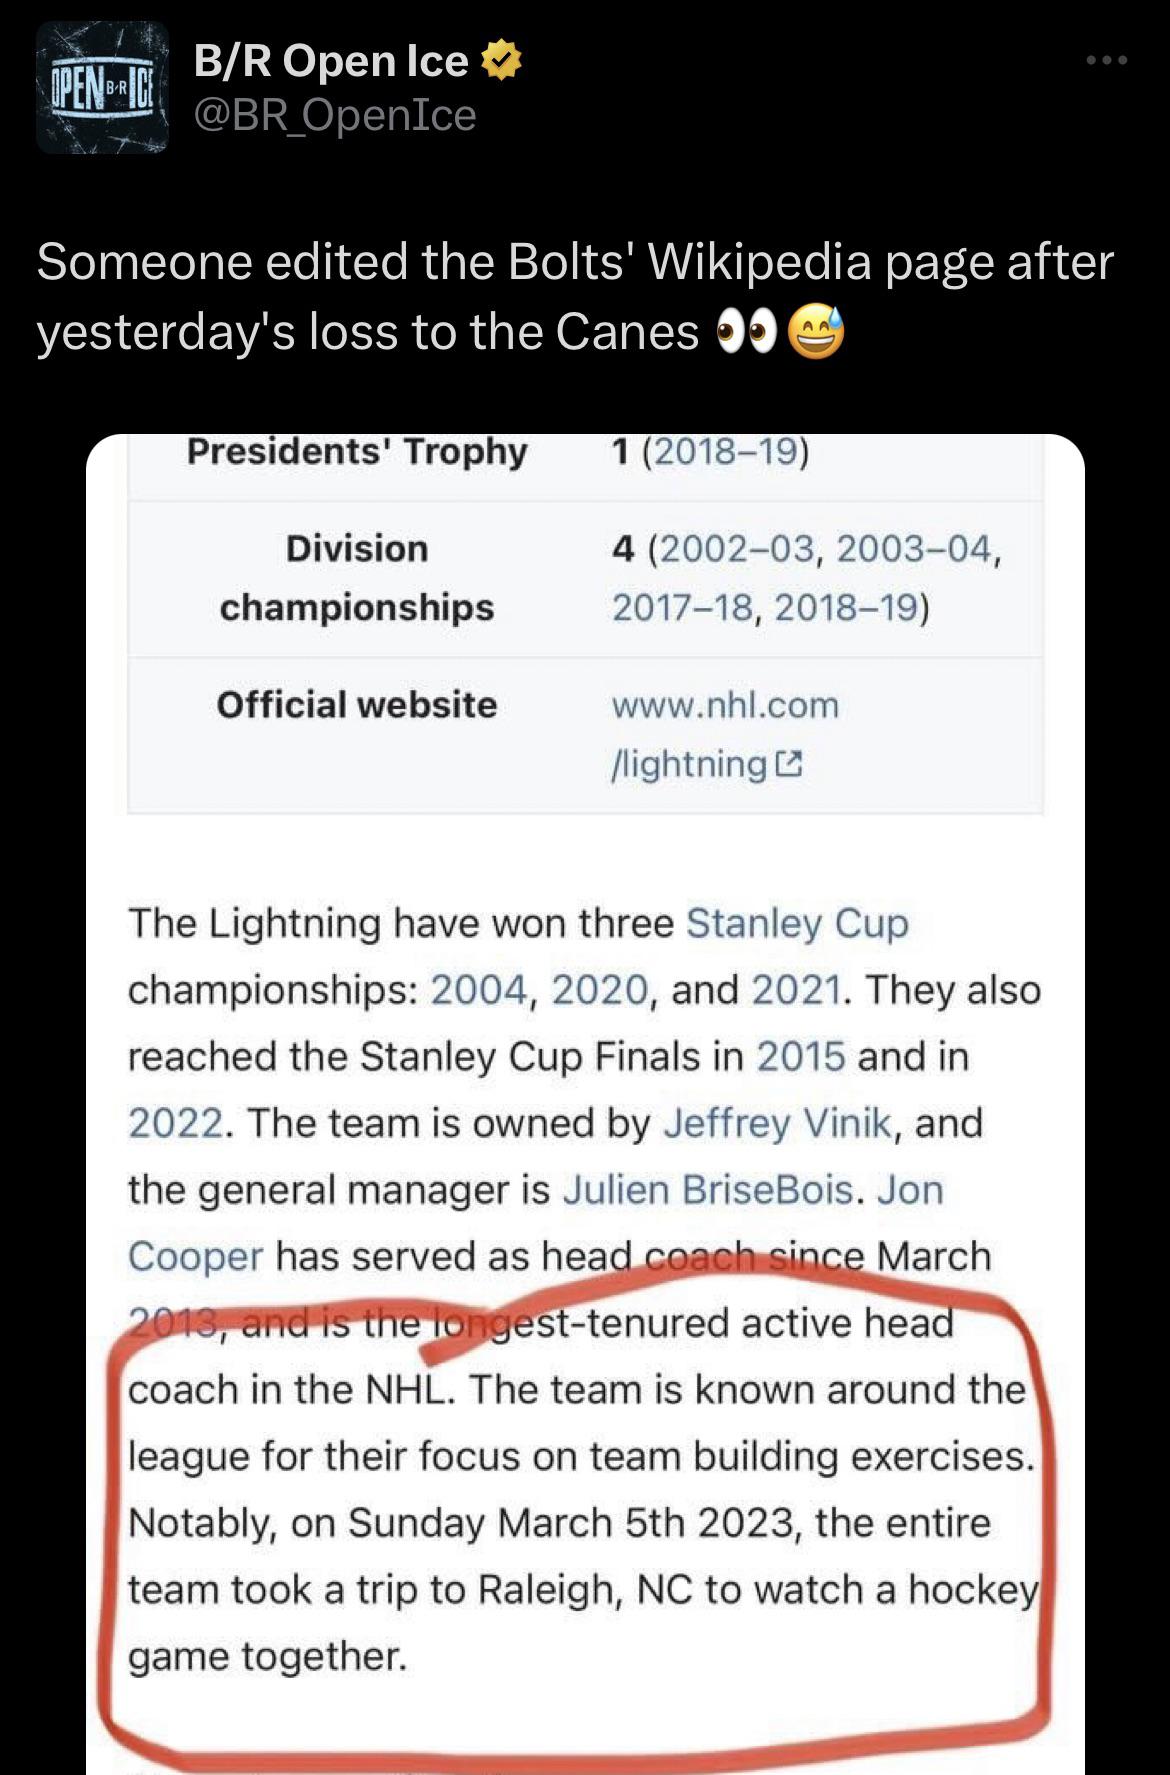 OPEN B/R ICE
B/R Open Ice
@BR_OpenIce
Someone edited the Bolts' Wikipedia page after
yesterday's loss to the Canes 👀😅
Presidents' Trophy 1 (2018–19)
Division championships 4 (2002–03, 2003–04,
2017–18, 2018–19)
Official website www.nhl.com
/lightning
The Lightning have won three Stanley Cup
championships: 2004, 2020, and 2021. They also
reached the Stanley Cup Finals in 2015 and in
2022. The team is owned by Jeffrey Vinik, and
the general manager is Julien BriseBois. Jon
Cooper has served as head coach since March
2013, and is the longest-tenured active head
coach in the NHL. The team is known around the
league for their focus on team building exercises.
Notably, on Sunday March 5th 2023, the entire
team took a trip to Raleigh, NC to watch a hockey
game together.